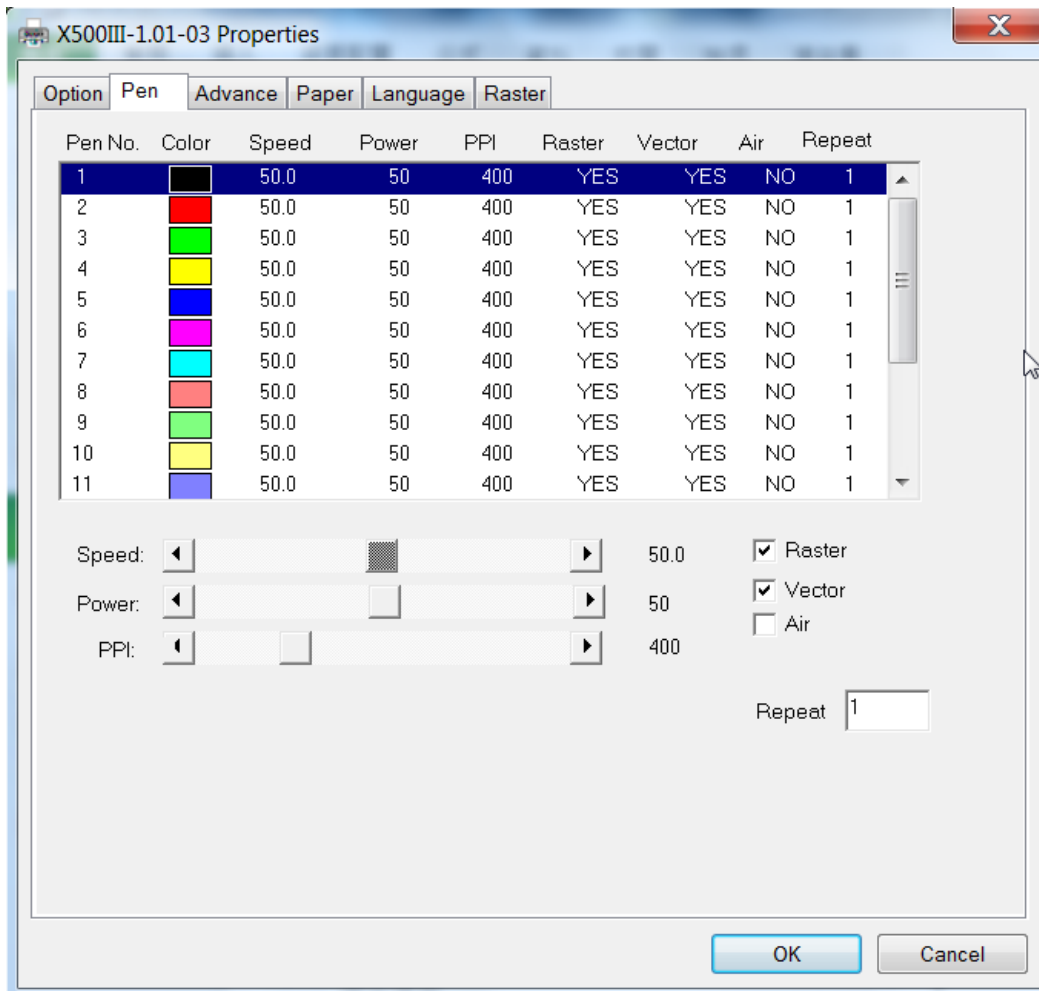 X500III-1.01-03 Properties
Option Pen Advance Paper Language Raster
Pen No. Color Speed Power PPI Raster Vector Air Repeat
1 50.0 50 400 YES YES NO 1
2 50.0 50 400 YES YES NO 1
3 50.0 50 400 YES YES NO 1
4 50.0 50 400 YES YES NO 1
5 50.0 50 400 YES YES NO 1
6 50.0 50 400 YES YES NO 1
7 50.0 50 400 YES YES NO 1
8 50.0 50 400 YES YES NO 1
9 50.0 50 400 YES YES NO 1
10 50.0 50 400 YES YES NO 1
11 50.0 50 400 YES YES NO 1
Speed: 50.0 Raster
Power: 50 Vector
Air
PPI: 400
Repeat 1
OK Cancel